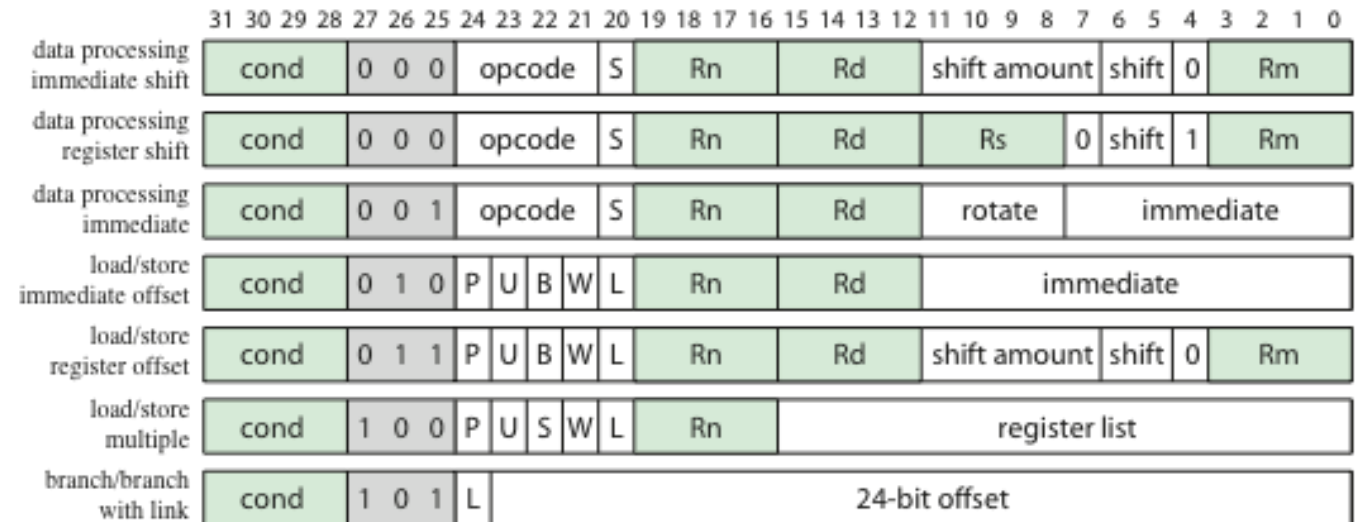 31 30 29 28 27 26 25 24 23 22 21 20 19 18 17 16 15 14 13 12 11 10 9 8 7 6 5 4 3 2 1 0
data processing
immediate shift cond 0 0 0 opcode S Rn Rd shift amount shift 0 Rm
data processing
register shift cond 0 0 0 opcode S Rn Rd Rs 0 shift 1 Rm
data processing
immediate cond 0 0 1 opcode S Rn Rd rotate immediate
load/store
immediate offset cond 0 1 0 P U B W L Rn Rd immediate
load/store
register offset cond 0 1 1 P U B W L Rn Rd shift amount shift 0 Rm
load/store
multiple cond 1 0 0 P U S W L Rn register list
branch/branch
with link cond 1 0 1 L 24-bit offset